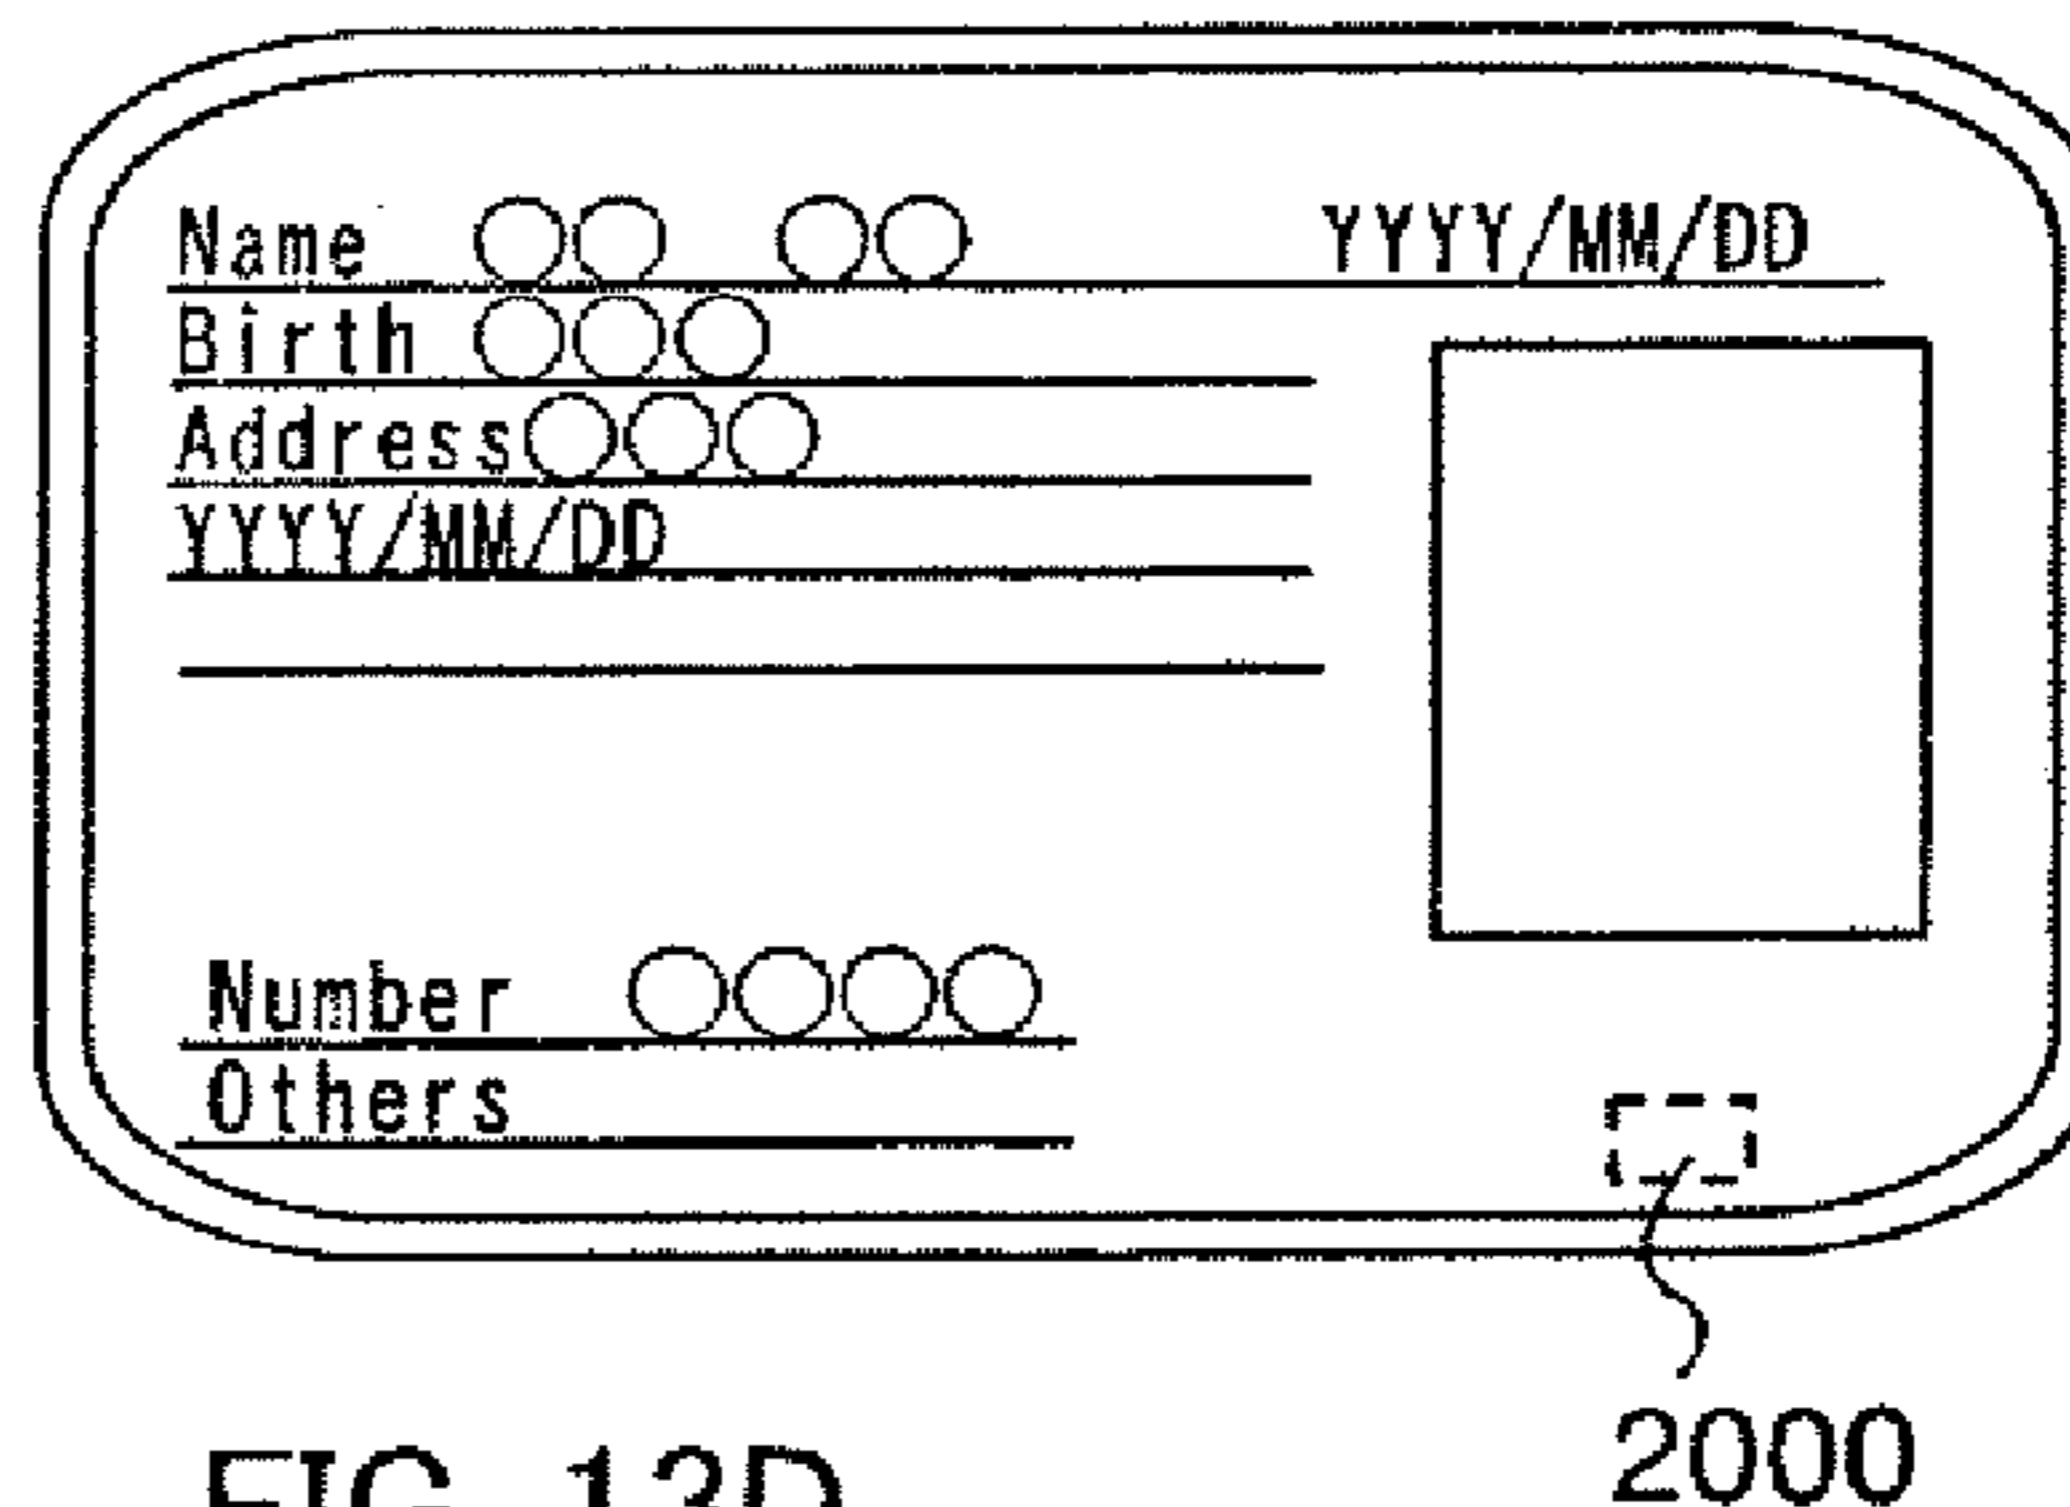 Name ○○ ○○ YYYY/MM/DD
Birth ○○○
Address○○○
YYYY/MM/DD
Number ○○○○
Others
2000
FIG. 13D